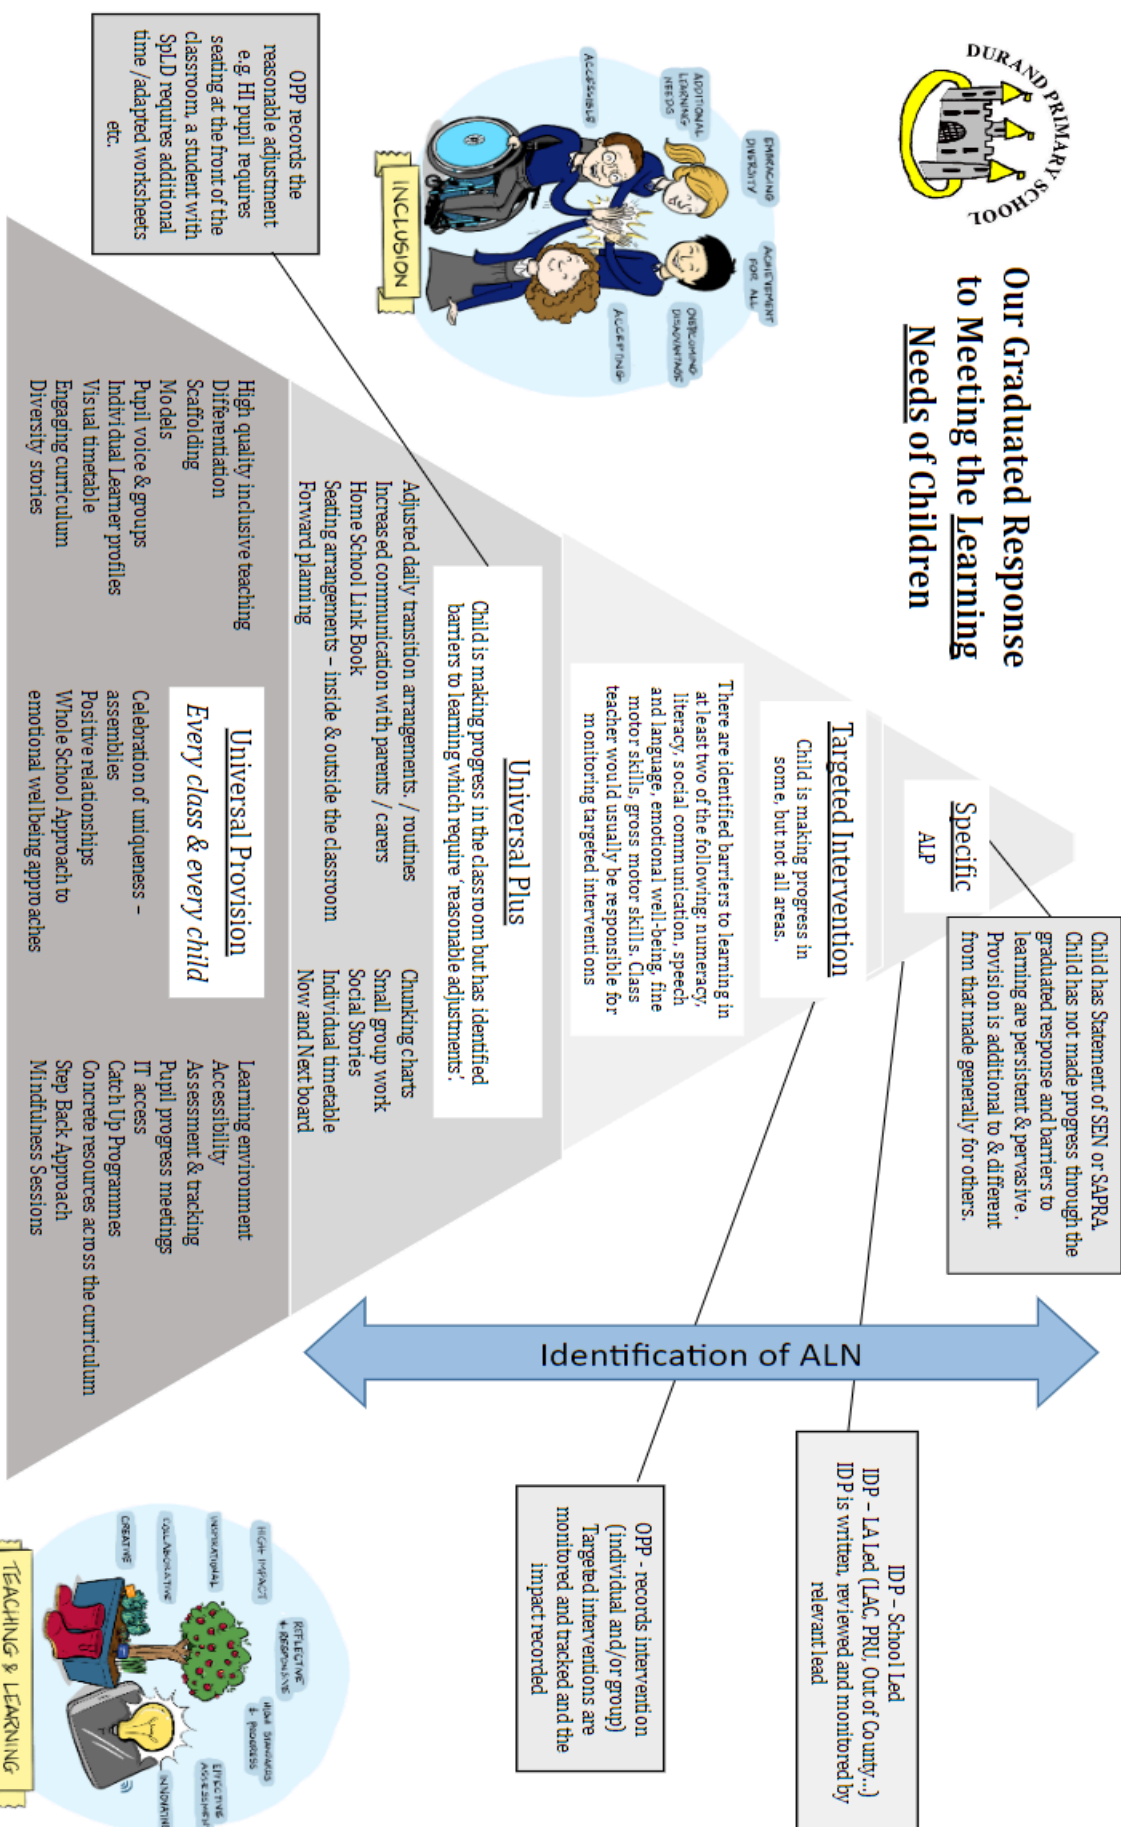 DURAND PRIMARY SCHOOL
Our Graduated Response
to Meeting the Learning
Needs of Children
ADDITIONAL
LEARNING
NEEDS
EMBRACING
DIVERSITY
ACHIEVEMENT
FOR ALL
ACCESSIBLE
OVERCOMING
DISADVANTAGE
ACCEPTING
INCLUSION
Specific
ALP
Child has Statement of SEN or SAPRA.
Child has not made progress through the
graduated response and barriers to
learning are persistent & pervasive.
Provision is additional to & different
from that made generally for others.
Targeted Intervention
Child is making progress in
some, but not all areas.
There are identified barriers to learning in
at least two of the following: numeracy,
literacy, social communication, speech
and language, emotional well-being, fine
motor skills, gross motor skills. Class
teacher would usually be responsible for
monitoring targeted interventions
Identification of ALN
IDP – School Led
IDP – LA Led (LAC, PRU, Out of County...)
IDP is written, reviewed and monitored by
relevant lead
OPP - records intervention
(individual and/or group)
Targeted interventions are
monitored and tracked and the
impact recorded
OPP records the
reasonable adjustment
e.g. HI pupil requires
seating at the front of the
classroom, a student with
SpLD requires additional
time /adapted worksheets
etc.
Universal Plus
Child is making progress in the classroom but has identified
barriers to learning which require 'reasonable adjustments'.
Adjusted daily transition arrangements. / routines
Increased communication with parents / carers
Home School Link Book
Seating arrangements – inside & outside the classroom
Forward planning
Chunking charts
Small group work
Social Stories
Individual timetable
Now and Next board
Universal Provision
Every class & every child
High quality inclusive teaching
Differentiation
Scaffolding
Models
Pupil voice & groups
Individual Learner profiles
Visual timetable
Engaging curriculum
Diversity stories
Celebration of uniqueness –
assemblies
Positive relationships
Whole School Approach to
emotional wellbeing approaches
Learning environment
Accessibility
Assessment & tracking
Pupil progress meetings
IT access
Catch Up Programmes
Concrete resources across the curriculum
Step Back Approach
Mindfulness Sessions
HIGH IMPACT
REFLECTIVE
& RESPONSIVE
HIGH STANDARDS
& PROGRESS
INSPIRATIONAL
EFFECTIVE
ASSESSMENT
COLLABORATIVE
CREATIVE
INNOVATIVE
TEACHING & LEARNING